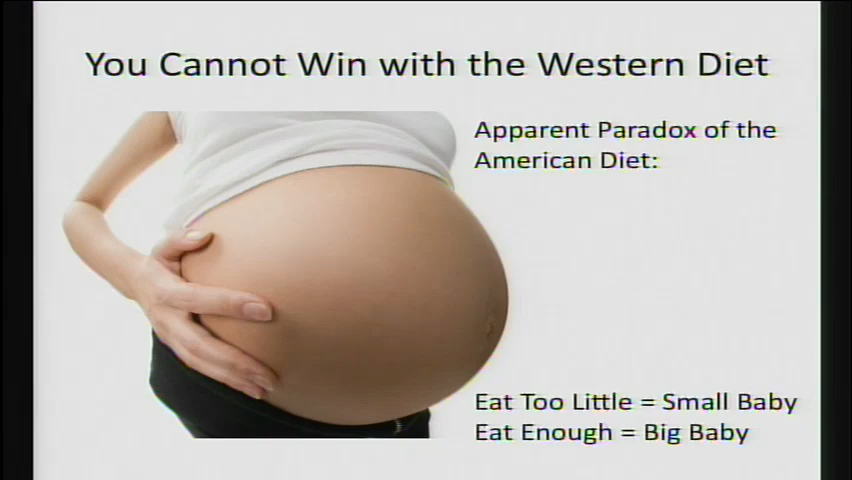 You Cannot Win with the Western Diet
Apparent Paradox of the
American Diet:
Eat Too Little = Small Baby
Eat Enough = Big Baby